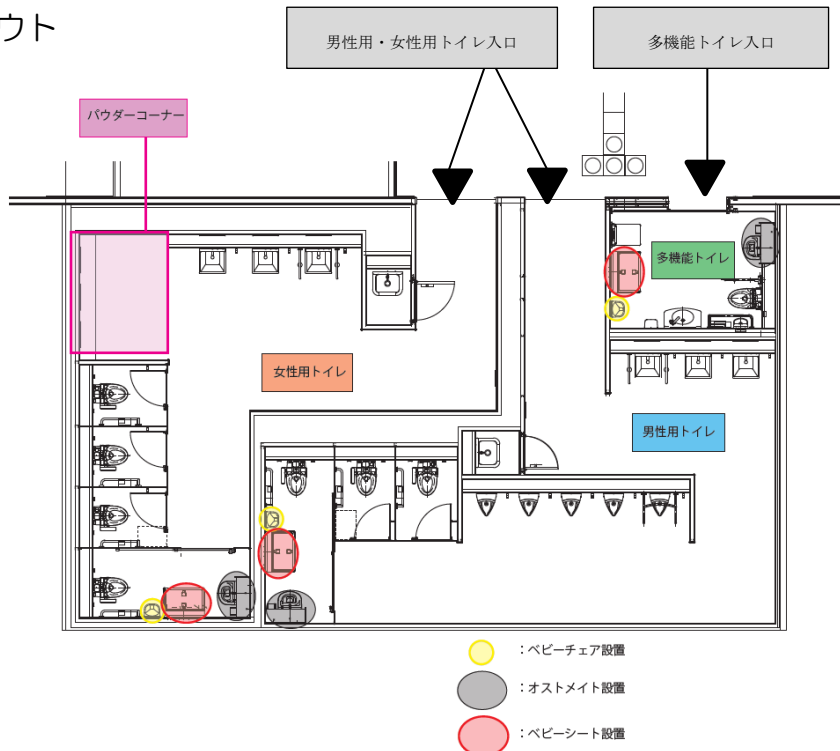 ウト
男性用・女性用トイレ入口
多機能トイレ入口
パウダーコーナー
多機能トイレ
女性用トイレ
男性用トイレ
：ベビーチェア設置
：オストメイト設置
：ベビーシート設置